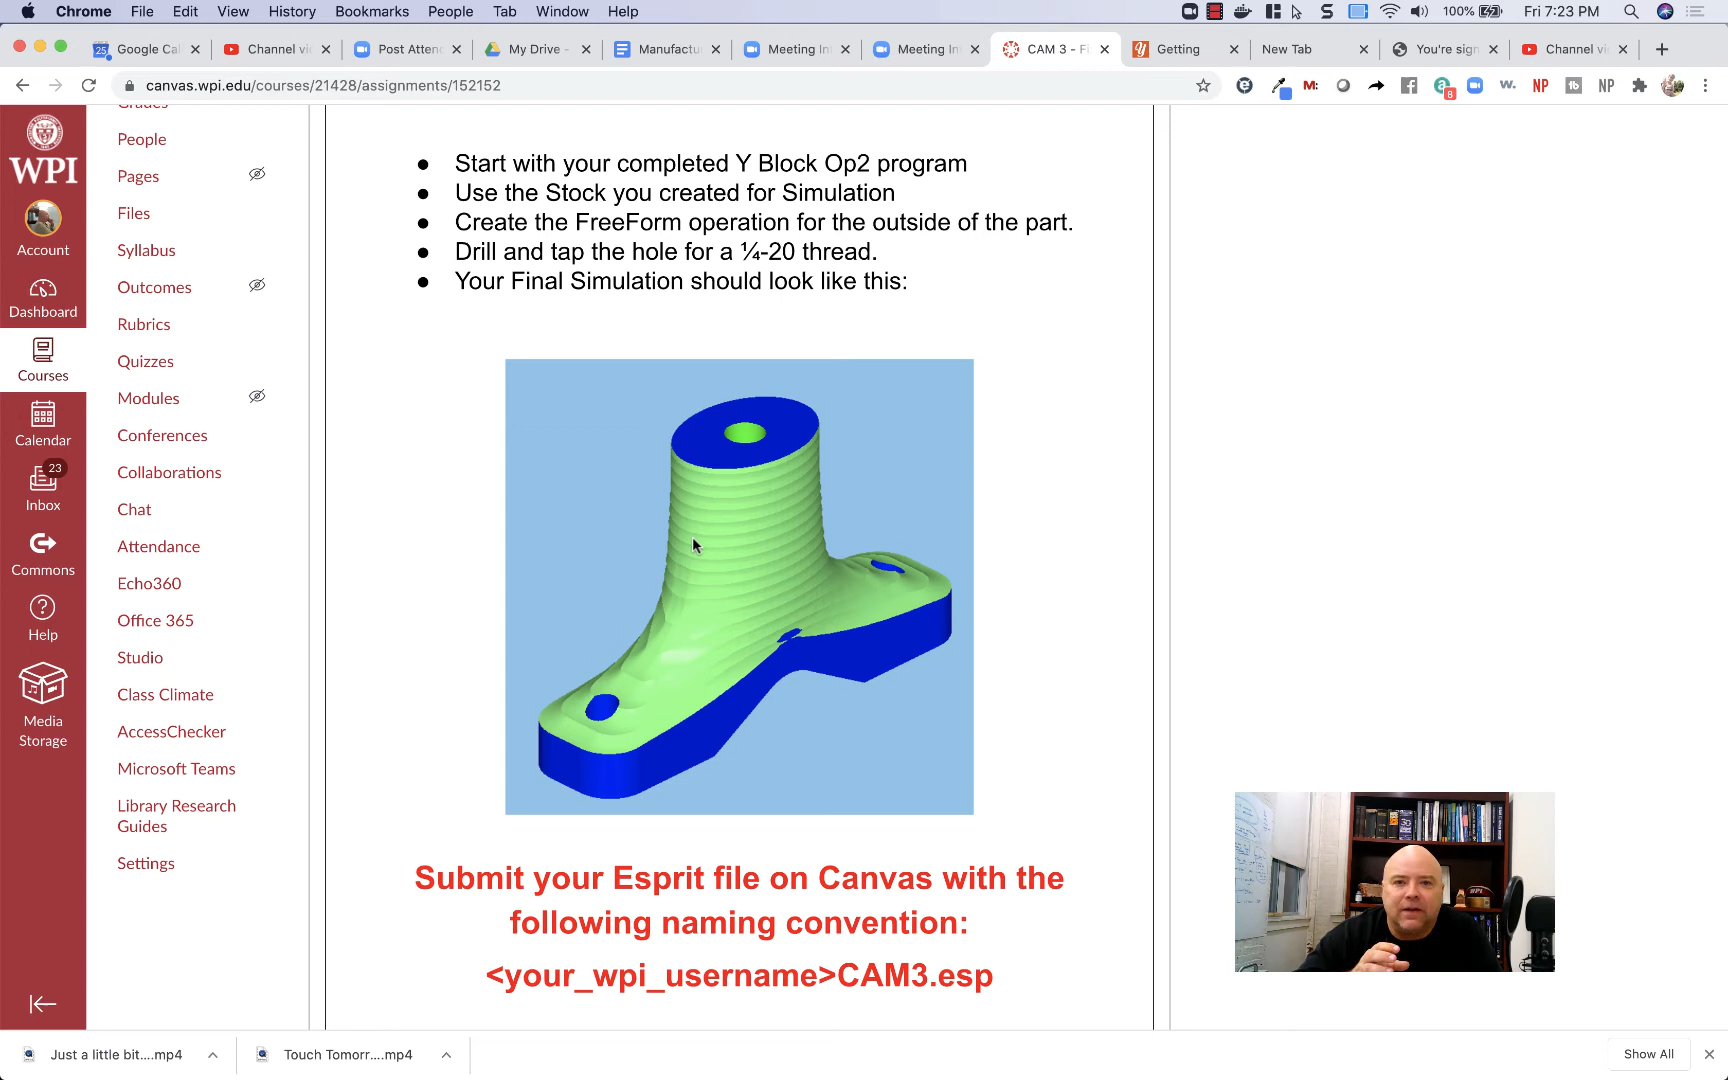 Chrome File Edit View History Bookmarks People Tab Window Help 100% Fri 7:23 PM
Google Cal Channel vi Post Atten My Drive - Manufactu Meeting In Meeting In CAM 3 - Fi Getting New Tab You're sign Channel vi
canvas.wpi.edu/courses/21428/assignments/152152
WPI
Account
Dashboard
Courses
Calendar
23
Inbox
Commons
Help
Media
Storage
Grades
People
Pages
Files
Syllabus
Outcomes
Rubrics
Quizzes
Modules
Conferences
Collaborations
Chat
Attendance
Echo360
Office 365
Studio
Class Climate
AccessChecker
Microsoft Teams
Library Research
Guides
Settings
● Start with your completed Y Block Op2 program
● Use the Stock you created for Simulation
● Create the FreeForm operation for the outside of the part.
● Drill and tap the hole for a ¼-20 thread.
● Your Final Simulation should look like this:
Submit your Esprit file on Canvas with the
following naming convention:
<your_wpi_username>CAM3.esp
Just a little bit....mp4 Touch Tomorr....mp4 Show All